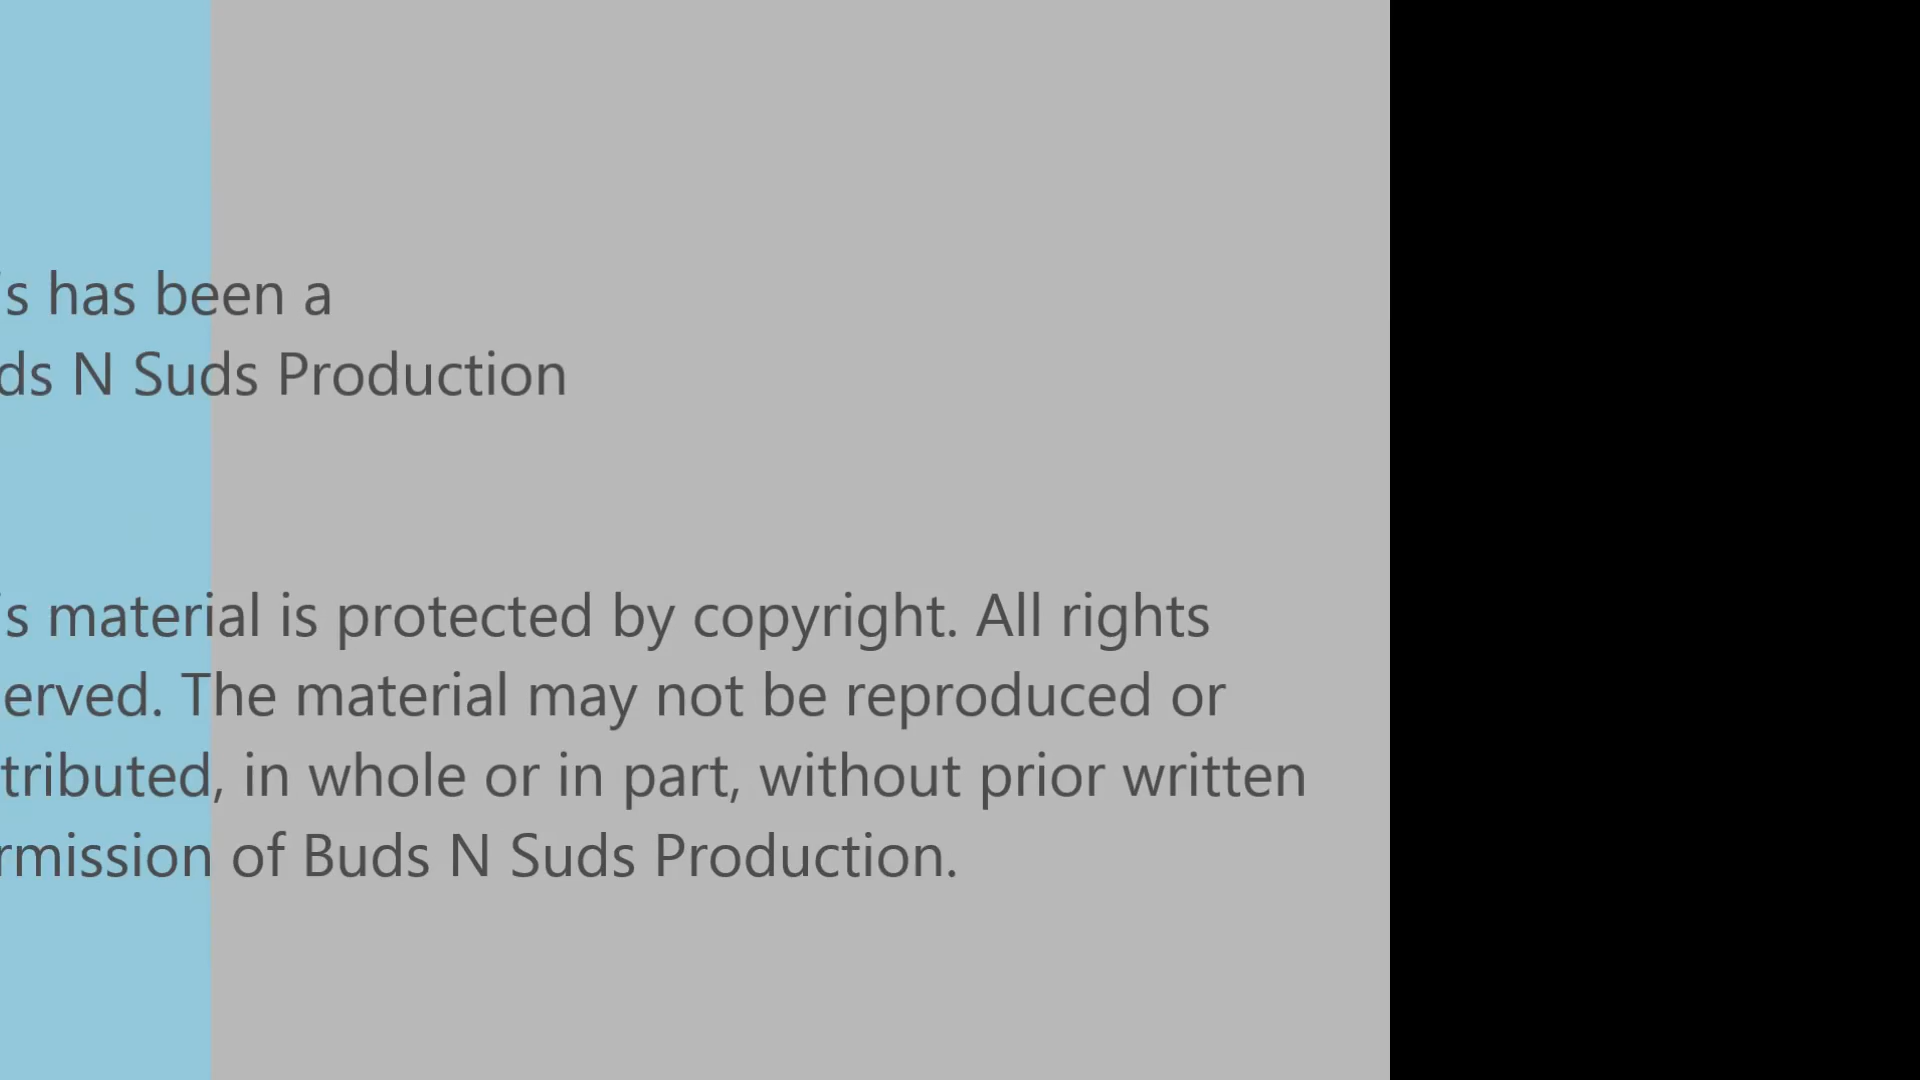 s has been a
ds N Suds Production
s material is protected by copyright. All rights
erved. The material may not be reproduced or
tributed, in whole or in part, without prior written
rmission of Buds N Suds Production.